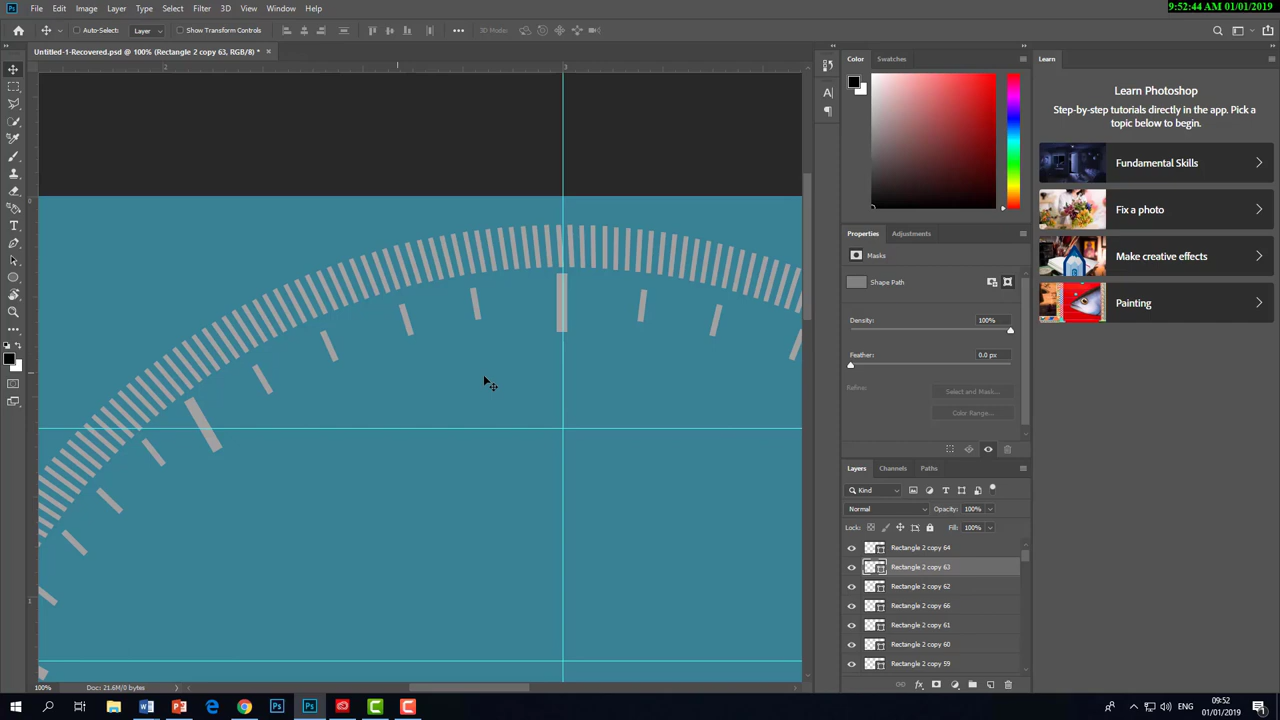 File Edit Image Layer Type Select Filter 3D View Window Help
9:52:44 AM 01/01/2019
Auto-Select: Layer Show Transform Controls 3D Mode:
Untitled-1-Recovered.psd @ 100% (Rectangle 2 copy 63, RGB/8) *
Color Swatches
Learn
2 3
Learn Photoshop
Step-by-step tutorials directly in the app. Pick a
topic below to begin.
Fundamental Skills
Fix a photo
Make creative effects
Painting
0
1
Properties Adjustments
Masks
Shape Path
Density: 100%
Feather: 0.0 px
Refine: Select and Mask...
Color Range...
Layers Channels Paths
Kind
Normal Opacity: 100%
Lock: Fill: 100%
Rectangle 2 copy 64
Rectangle 2 copy 63
Rectangle 2 copy 62
Rectangle 2 copy 66
Rectangle 2 copy 61
Rectangle 2 copy 60
Rectangle 2 copy 59
100% Doc: 21.6M/0 bytes
ENG
09:52
01/01/2019